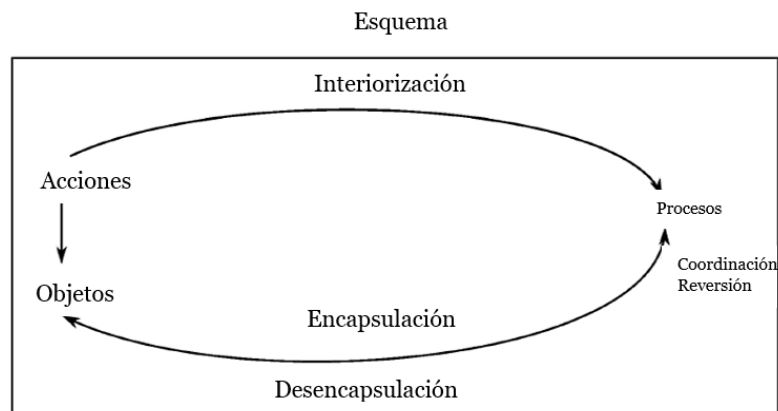 Esquema
Interiorización
Acciones
Procesos
Coordinación
Reversión
Objetos
Encapsulación
Desencapsulación